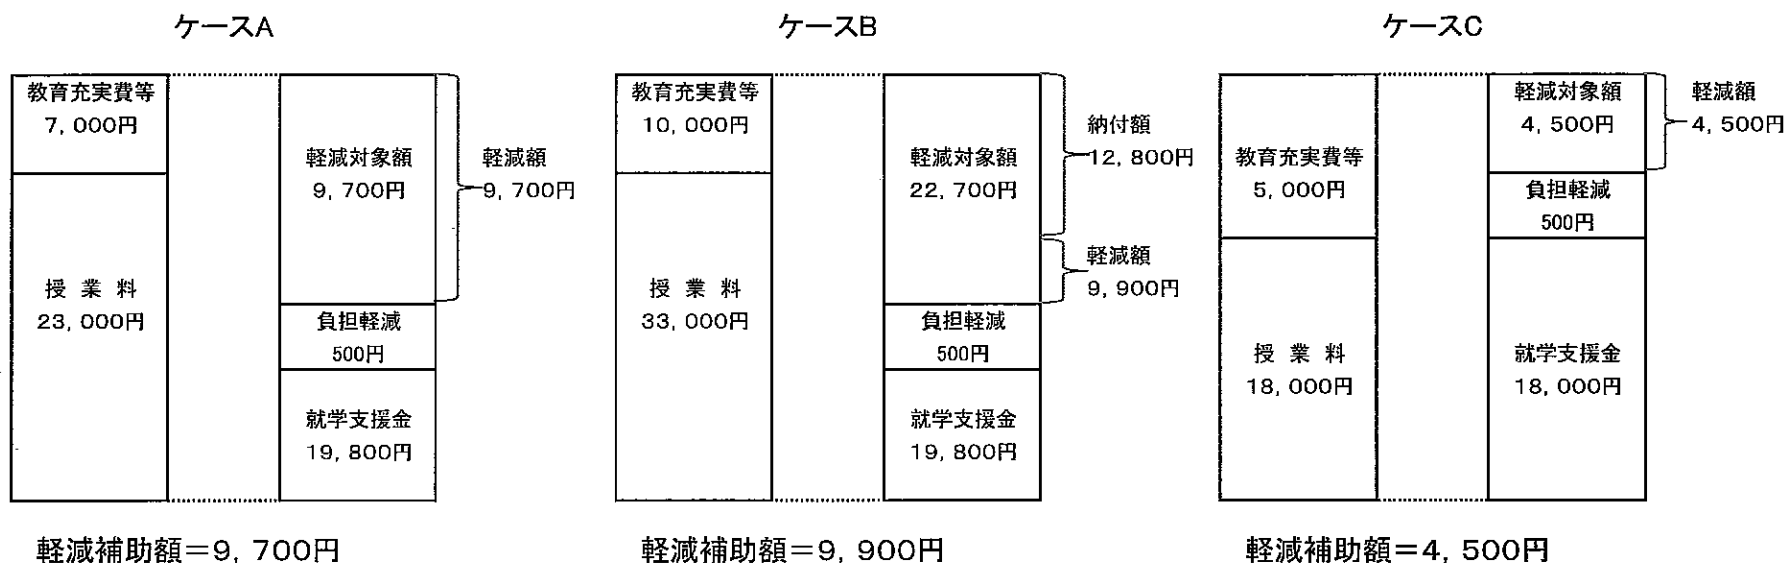 ケースA
教育充実費等
7,000円
授 業 料
23,000円
軽減対象額
9,700円
負担軽減
500円
就学支援金
19,800円
軽減額
9,700円
軽減補助額=9,700円
ケースB
教育充実費等
10,000円
授 業 料
33,000円
軽減対象額
22,700円
負担軽減
500円
就学支援金
19,800円
納付額
12,800円
軽減額
9,900円
軽減補助額=9,900円
ケースC
教育充実費等
5,000円
授 業 料
18,000円
軽減対象額
4,500円
負担軽減
500円
就学支援金
18,000円
軽減額
4,500円
軽減補助額=4,500円